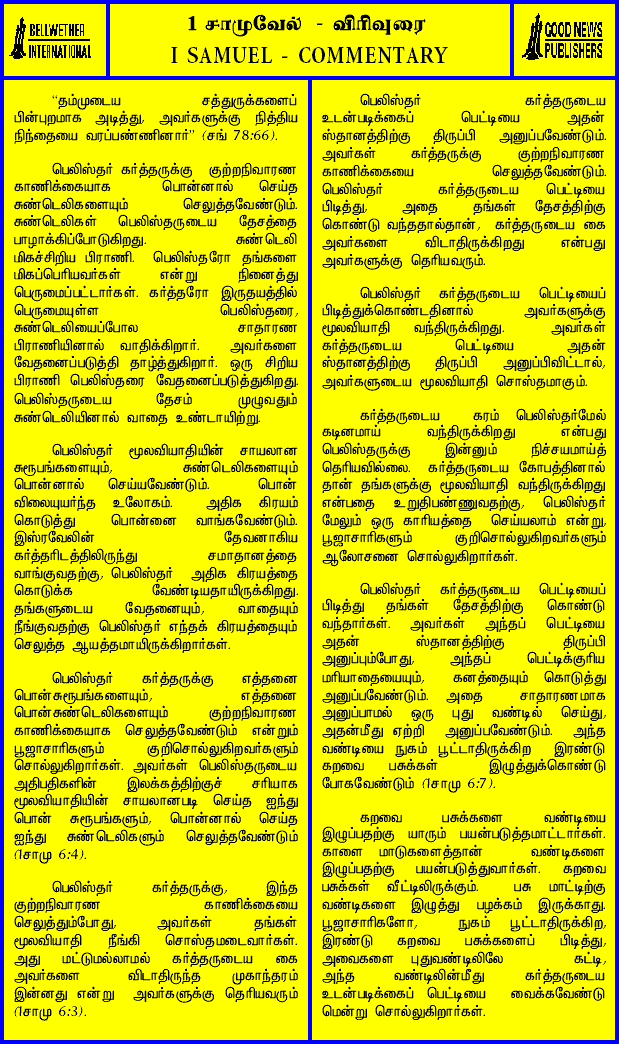 BELLWETHER
INTERNATIONAL
1 சாமுவேல் - விரிவுரை
I SAMUEL - COMMENTARY
GOOD NEWS
PUBLISHERS
“தம்முடைய சத்துருக்களைப்
பின்புறமாக அடித்து, அவர்களுக்கு நித்திய
நிந்தையை வரப்பண்ணினார்” (சங் 78:66).
பெலிஸ்தர் கர்த்தருக்கு குற்றநிவாரண
காணிக்கையாக பொன்னால் செய்த
சுண்டெலிகளையும் செலுத்தவேண்டும்.
சுண்டெலிகள் பெலிஸ்தருடைய தேசத்தை
பாழாக்கிப்போடுகிறது. சுண்டெலி
மிகச்சிறிய பிராணி. பெலிஸ்தரோ தங்களை
மிகப்பெரியவர்கள் என்று நினைத்து
பெருமைப்பட்டார்கள். கர்த்தரோ இருதயத்தில்
பெருமையுள்ள பெலிஸ்தரை,
சுண்டெலியைப்போல சாதாரண
பிராணியினால் வாதிக்கிறார். அவர்களை
வேதனைப்படுத்தி தாழ்த்துகிறார். ஒரு சிறிய
பிராணி பெலிஸ்தரை வேதனைப்படுத்துகிறது.
பெலிஸ்தருடைய தேசம் முழுவதும்
சுண்டெலியினால் வாதை உண்டாயிற்று.
பெலிஸ்தர் மூலவியாதியின் சாயலான
சுரூபங்களையும், சுண்டெலிகளையும்
பொன்னால் செய்யவேண்டும். பொன்
விலையுயர்ந்த உலோகம். அதிக கிரயம்
கொடுத்து பொன்னை வாங்கவேண்டும்.
இஸ்ரவேலின் தேவனாகிய
கர்த்தரிடத்திலிருந்து சமாதானத்தை
வாங்குவதற்கு, பெலிஸ்தர் அதிக கிரயத்தை
கொடுக்க வேண்டியதாயிருக்கிறது.
தங்களுடைய வேதனையும், வாதையும்
நீங்குவதற்கு பெலிஸ்தர் எந்தக் கிரயத்தையும்
செலுத்த ஆயத்தமாயிருக்கிறார்கள்.
பெலிஸ்தர் கர்த்தருக்கு எத்தனை
பொன்சுரூபங்களையும், எத்தனை
பொன்சுண்டெலிகளையும் குற்றநிவாரண
காணிக்கையாக செலுத்தவேண்டும் என்றும்
பூஜாசாரிகளும் குறிசொல்லுகிறவர்களும்
சொல்லுகிறார்கள். அவர்கள் பெலிஸ்தருடைய
அதிபதிகளின் இலக்கத்திற்குச் சரியாக
மூலவியாதியின் சாயலானபடி செய்த ஐந்து
பொன் சுரூபங்களும், பொன்னால் செய்த
ஐந்து சுண்டெலிகளும் செலுத்தவேண்டும்
(1சாமு 6:4).
பெலிஸ்தர் கர்த்தருக்கு, இந்த
குற்றநிவாரண காணிக்கையை
செலுத்தும்போது, அவர்கள் தங்கள்
மூலவியாதி நீங்கி சொஸ்தமடைவார்கள்.
அது மட்டுமல்லாமல் கர்த்தருடைய கை
அவர்களை விடாதிருந்த முகாந்தரம்
இன்னது என்று அவர்களுக்கு தெரியவரும்
(1சாமு 6:3).
பெலிஸ்தர் கர்த்தருடைய
உடன்படிக்கைப் பெட்டியை அதன்
ஸ்தானத்திற்கு திருப்பி அனுப்பவேண்டும்.
அவர்கள் கர்த்தருக்கு குற்றநிவாரண
காணிக்கையை செலுத்தவேண்டும்.
பெலிஸ்தர் கர்த்தருடைய பெட்டியை
பிடித்து, அதை தங்கள் தேசத்திற்கு
கொண்டு வந்ததால்தான், கர்த்தருடைய கை
அவர்களை விடாதிருக்கிறது என்பது
அவர்களுக்கு தெரியவரும்.
பெலிஸ்தர் கர்த்தருடைய பெட்டியைப்
பிடித்துக்கொண்டதினால் அவர்களுக்கு
மூலவியாதி வந்திருக்கிறது. அவர்கள்
கர்த்தருடைய பெட்டியை அதன்
ஸ்தானத்திற்கு திருப்பி அனுப்பிவிட்டால்,
அவர்களுடைய மூலவியாதி சொஸ்தமாகும்.
கர்த்தருடைய கரம் பெலிஸ்தர்மேல்
கடினமாய் வந்திருக்கிறது என்பது
பெலிஸ்தருக்கு இன்னும் நிச்சயமாய்த்
தெரியவில்லை. கர்த்தருடைய கோபத்தினால்
தான் தங்களுக்கு மூலவியாதி வந்திருக்கிறது
என்பதை உறுதிபண்ணுவதற்கு, பெலிஸ்தர்
மேலும் ஒரு காரியத்தை செய்யலாம் என்று,
பூஜாசாரிகளும் குறிசொல்லுகிறவர்களும்
ஆலோசனை சொல்லுகிறார்கள்.
பெலிஸ்தர் கர்த்தருடைய பெட்டியைப்
பிடித்து தங்கள் தேசத்திற்கு கொண்டு
வந்தார்கள். அவர்கள் அந்தப் பெட்டியை
அதன் ஸ்தானத்திற்கு திருப்பி
அனுப்பும்போது, அந்தப் பெட்டிக்குரிய
மரியாதையையும், கனத்தையும் கொடுத்து
அனுப்பவேண்டும். அதை சாதாரணமாக
அனுப்பாமல் ஒரு புது வண்டில் செய்து,
அதன்மீது ஏற்றி அனுப்பவேண்டும். அந்த
வண்டியை நுகம் பூட்டாதிருக்கிற இரண்டு
கறவை பசுக்கள் இழுத்துக்கொண்டு
போகவேண்டும் (1சாமு 6:7).
கறவை பசுக்களை வண்டியை
இழுப்பதற்கு யாரும் பயன்படுத்தமாட்டார்கள்.
காளை மாடுகளைத்தான் வண்டிகளை
இழுப்பதற்கு பயன்படுத்துவார்கள். கறவை
பசுக்கள் வீட்டிலிருக்கும். பசு மாட்டிற்கு
வண்டிகளை இழுத்து பழக்கம் இருக்காது.
பூஜாசாரிகளோ, நுகம் பூட்டாதிருக்கிற,
இரண்டு கறவை பசுக்களைப் பிடித்து,
அவைகளை புதுவண்டிலிலே கட்டி,
அந்த வண்டிலின்மீது கர்த்தருடைய
உடன்படிக்கைப் பெட்டியை வைக்கவேண்டு
மென்று சொல்லுகிறார்கள்.